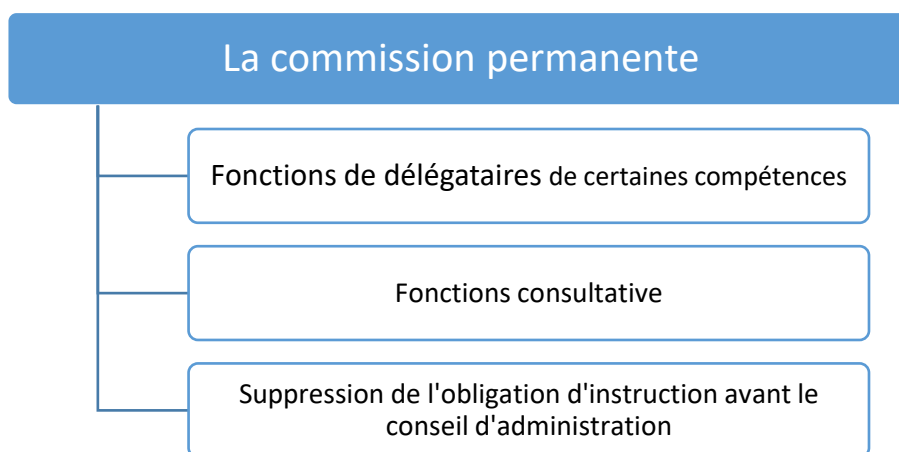 La commission permanente
Fonctions de délégataires de certaines compétences
Fonctions consultative
Suppression de l'obligation d'instruction avant le
conseil d'administration